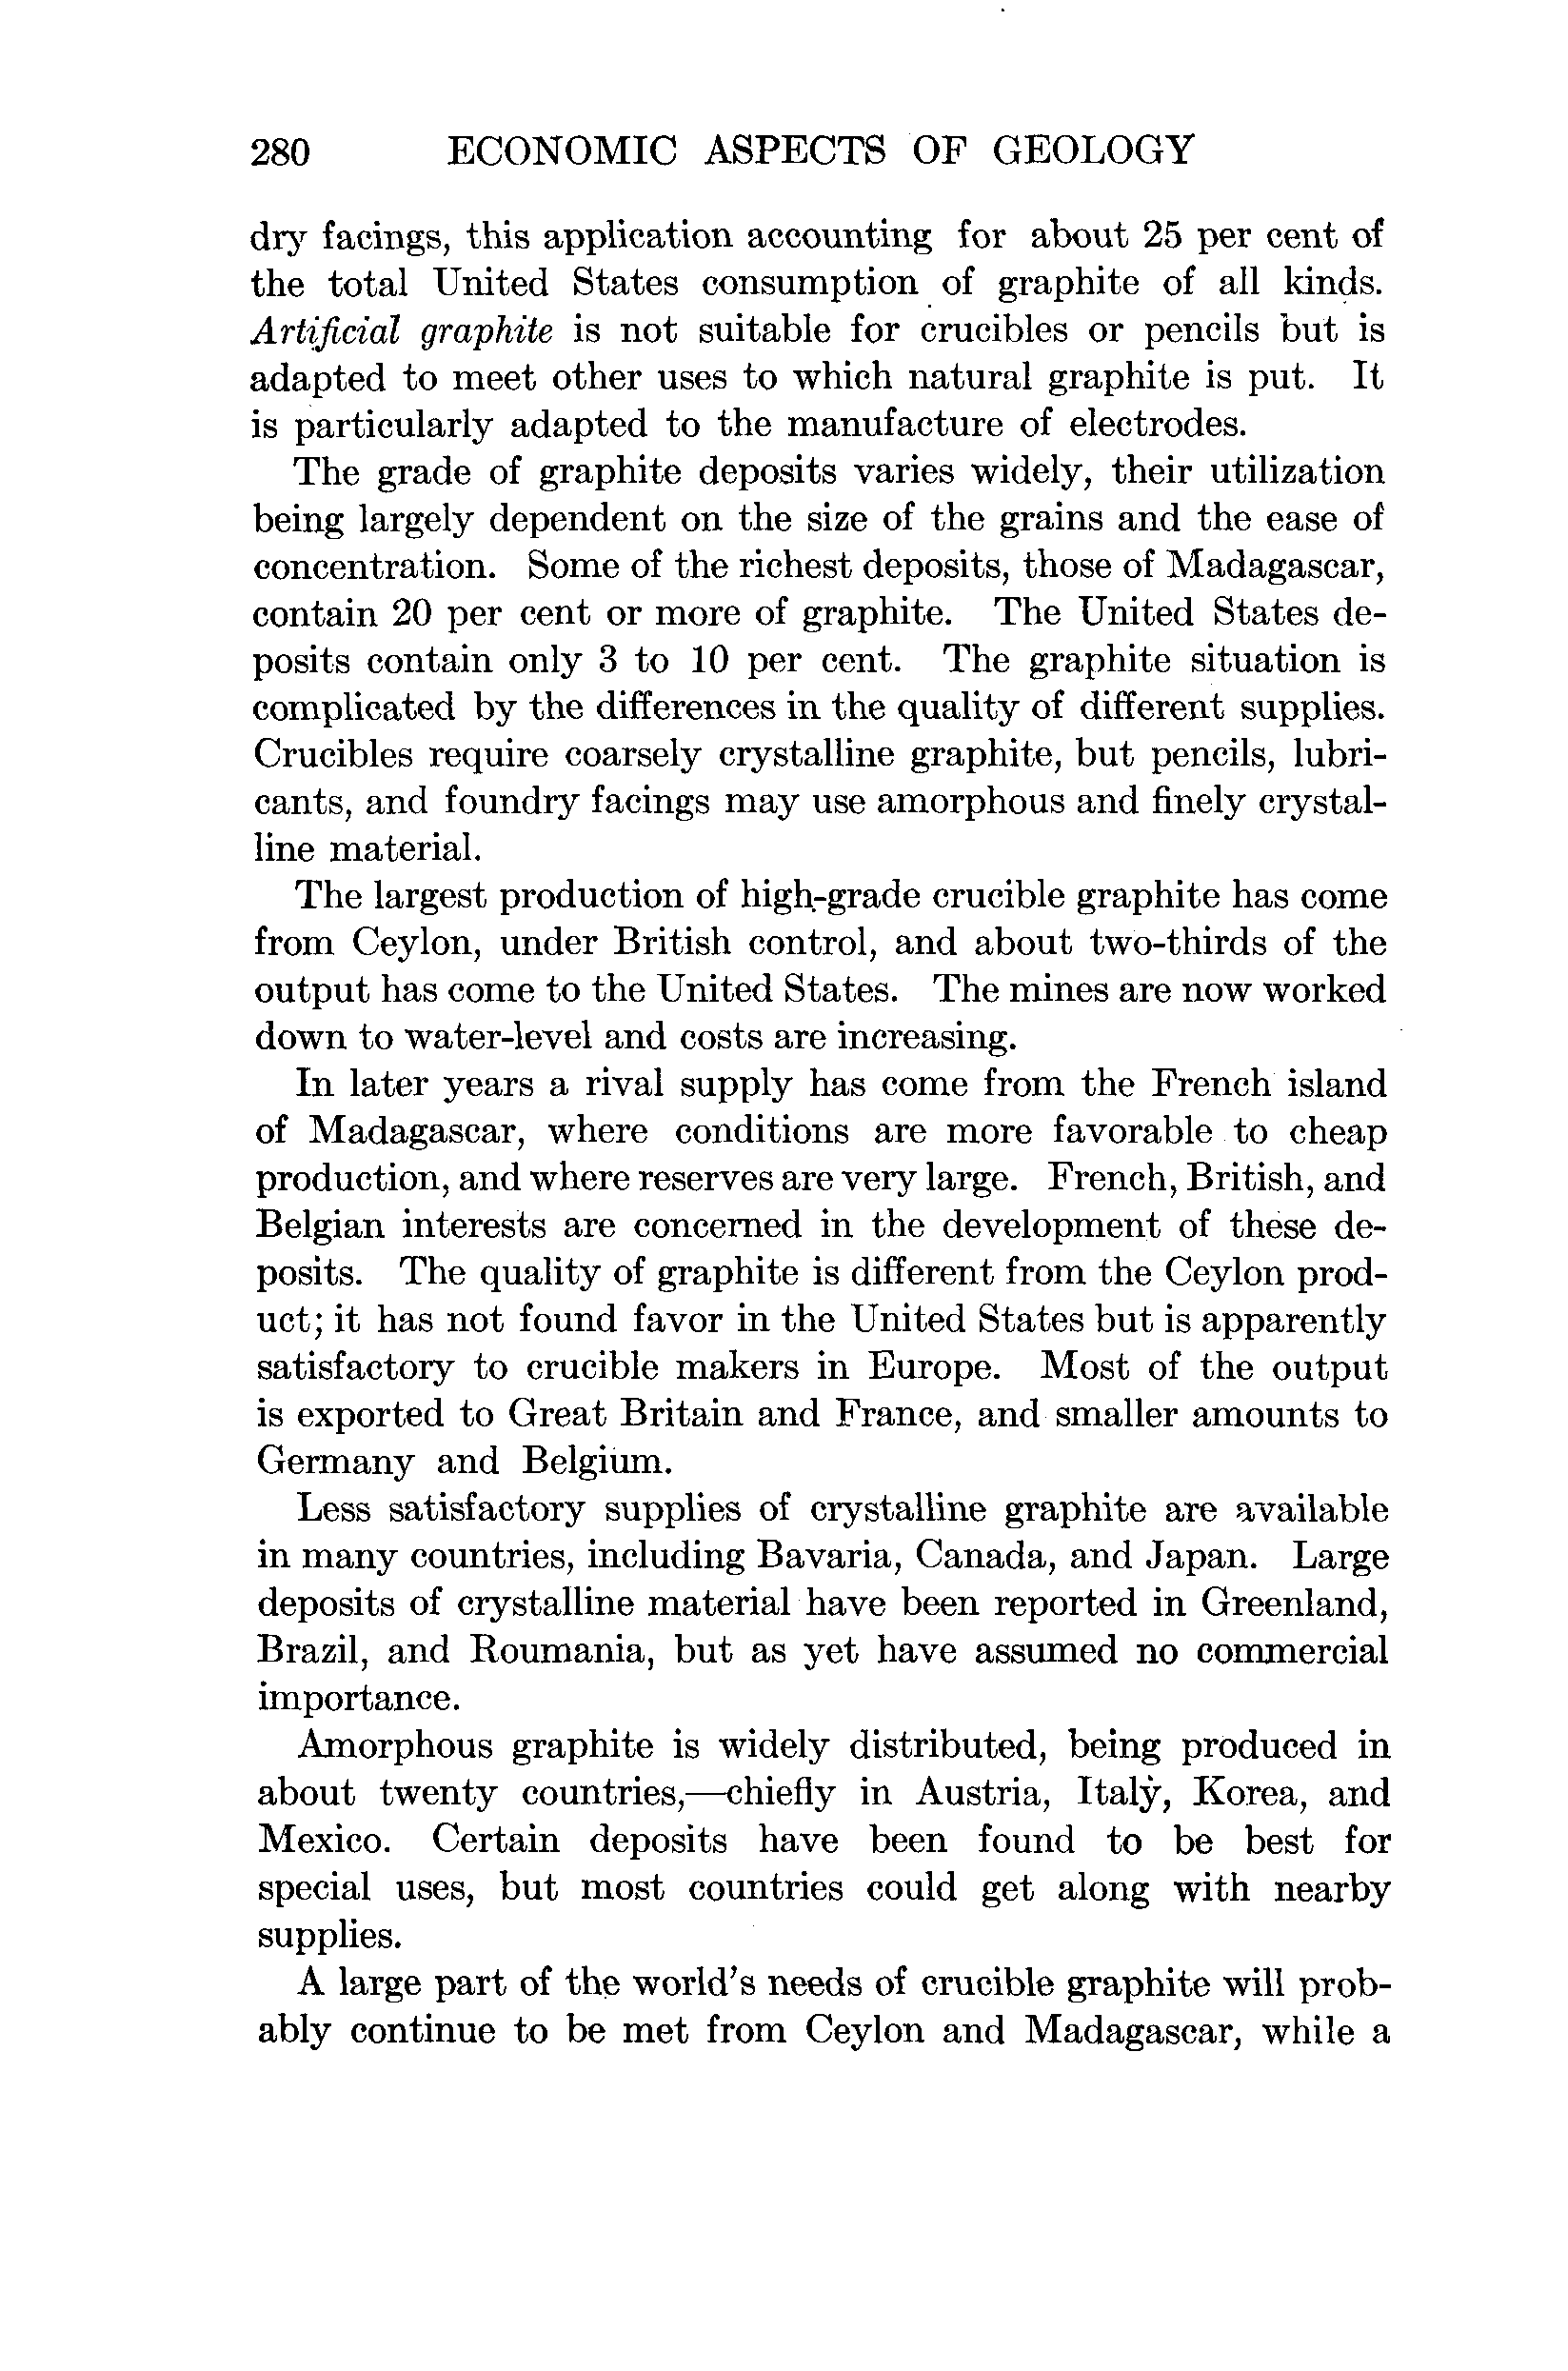 280 ECONOMIC ASPECTS OF GEOLOGY
dry facings, this application accounting for about 25 per cent of
the total United States consumption of graphite of all kinds.
Artificial graphite is not suitable for crucibles or pencils but is
adapted to meet other uses to which natural graphite is put. It
is particularly adapted to the manufacture of electrodes.
The grade of graphite deposits varies widely, their utilization
being largely dependent on the size of the grains and the ease of
concentration. Some of the richest deposits, those of Madagascar,
contain 20 per cent or more of graphite. The United States de-
posits contain only 3 to 10 per cent. The graphite situation is
complicated by the differences in the quality of different supplies.
Crucibles require coarsely crystalline graphite, but pencils, lubri-
cants, and foundry facings may use amorphous and finely crystal-
line material.
The largest production of high-grade crucible graphite has come
from Ceylon, under British control, and about two-thirds of the
output has come to the United States. The mines are now worked
down to water-level and costs are increasing.
In later years a rival supply has come from the French island
of Madagascar, where conditions are more favorable to cheap
production, and where reserves are very large. French, British, and
Belgian interests are concerned in the development of these de-
posits. The quality of graphite is different from the Ceylon prod-
uct; it has not found favor in the United States but is apparently
satisfactory to crucible makers in Europe. Most of the output
is exported to Great Britain and France, and smaller amounts to
Germany and Belgium.
Less satisfactory supplies of crystalline graphite are available
in many countries, including Bavaria, Canada, and Japan. Large
deposits of crystalline material have been reported in Greenland,
Brazil, and Roumania, but as yet have assumed no commercial
importance.
Amorphous graphite is widely distributed, being produced in
about twenty countries,—chiefly in Austria, Italy, Korea, and
Mexico. Certain deposits have been found to be best for
special uses, but most countries could get along with nearby
supplies.
A large part of the world's needs of crucible graphite will prob-
ably continue to be met from Ceylon and Madagascar, while a